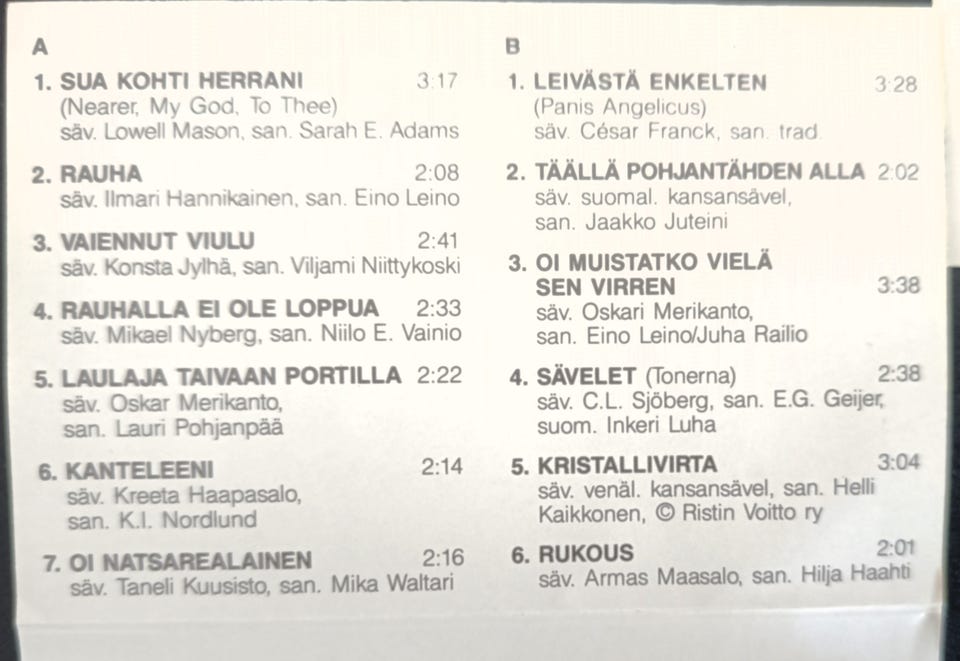 A
1. SUA KOHTI HERRANI 3:17
(Nearer, My God, To Thee)
säv. Lowell Mason, san. Sarah E. Adams
2. RAUHA 2:08
säv. Ilmari Hannikainen, san. Eino Leino
3. VAIENNUT VIULU 2:41
säv. Konsta Jylhä, san. Viljami Niittykoski
4. RAUHALLA EI OLE LOPPUA 2:33
säv. Mikael Nyberg, san. Niilo E. Vainio
5. LAULAJA TAIVAAN PORTILLA 2:22
säv. Oskar Merikanto,
san. Lauri Pohjanpää
6. KANTELEENI 2:14
säv. Kreeta Haapasalo,
san. K.I. Nordlund
7. OI NATSAREALAINEN 2:16
säv. Taneli Kuusisto, san. Mika Waltari
B
1. LEIVÄSTÄ ENKELTEN 3:28
(Panis Angelicus)
säv. César Franck, san. trad.
2. TÄÄLLÄ POHJANTÄHDEN ALLA 2:02
säv. suomal. kansansävel,
san. Jaakko Juteini
3. OI MUISTATKO VIELÄ
SEN VIRREN 3:38
säv. Oskari Merikanto,
san. Eino Leino/Juha Railio
4. SÄVELET (Tonerna) 2:38
säv. C.L. Sjöberg, san. E.G. Geijer,
suom. Inkeri Luha
5. KRISTALLIVIRTA 3:04
säv. venäl. kansansävel, san. Helli
Kaikkonen, © Ristin Voitto ry
6. RUKOUS 2:01
säv. Armas Maasalo, san. Hilja Haahti